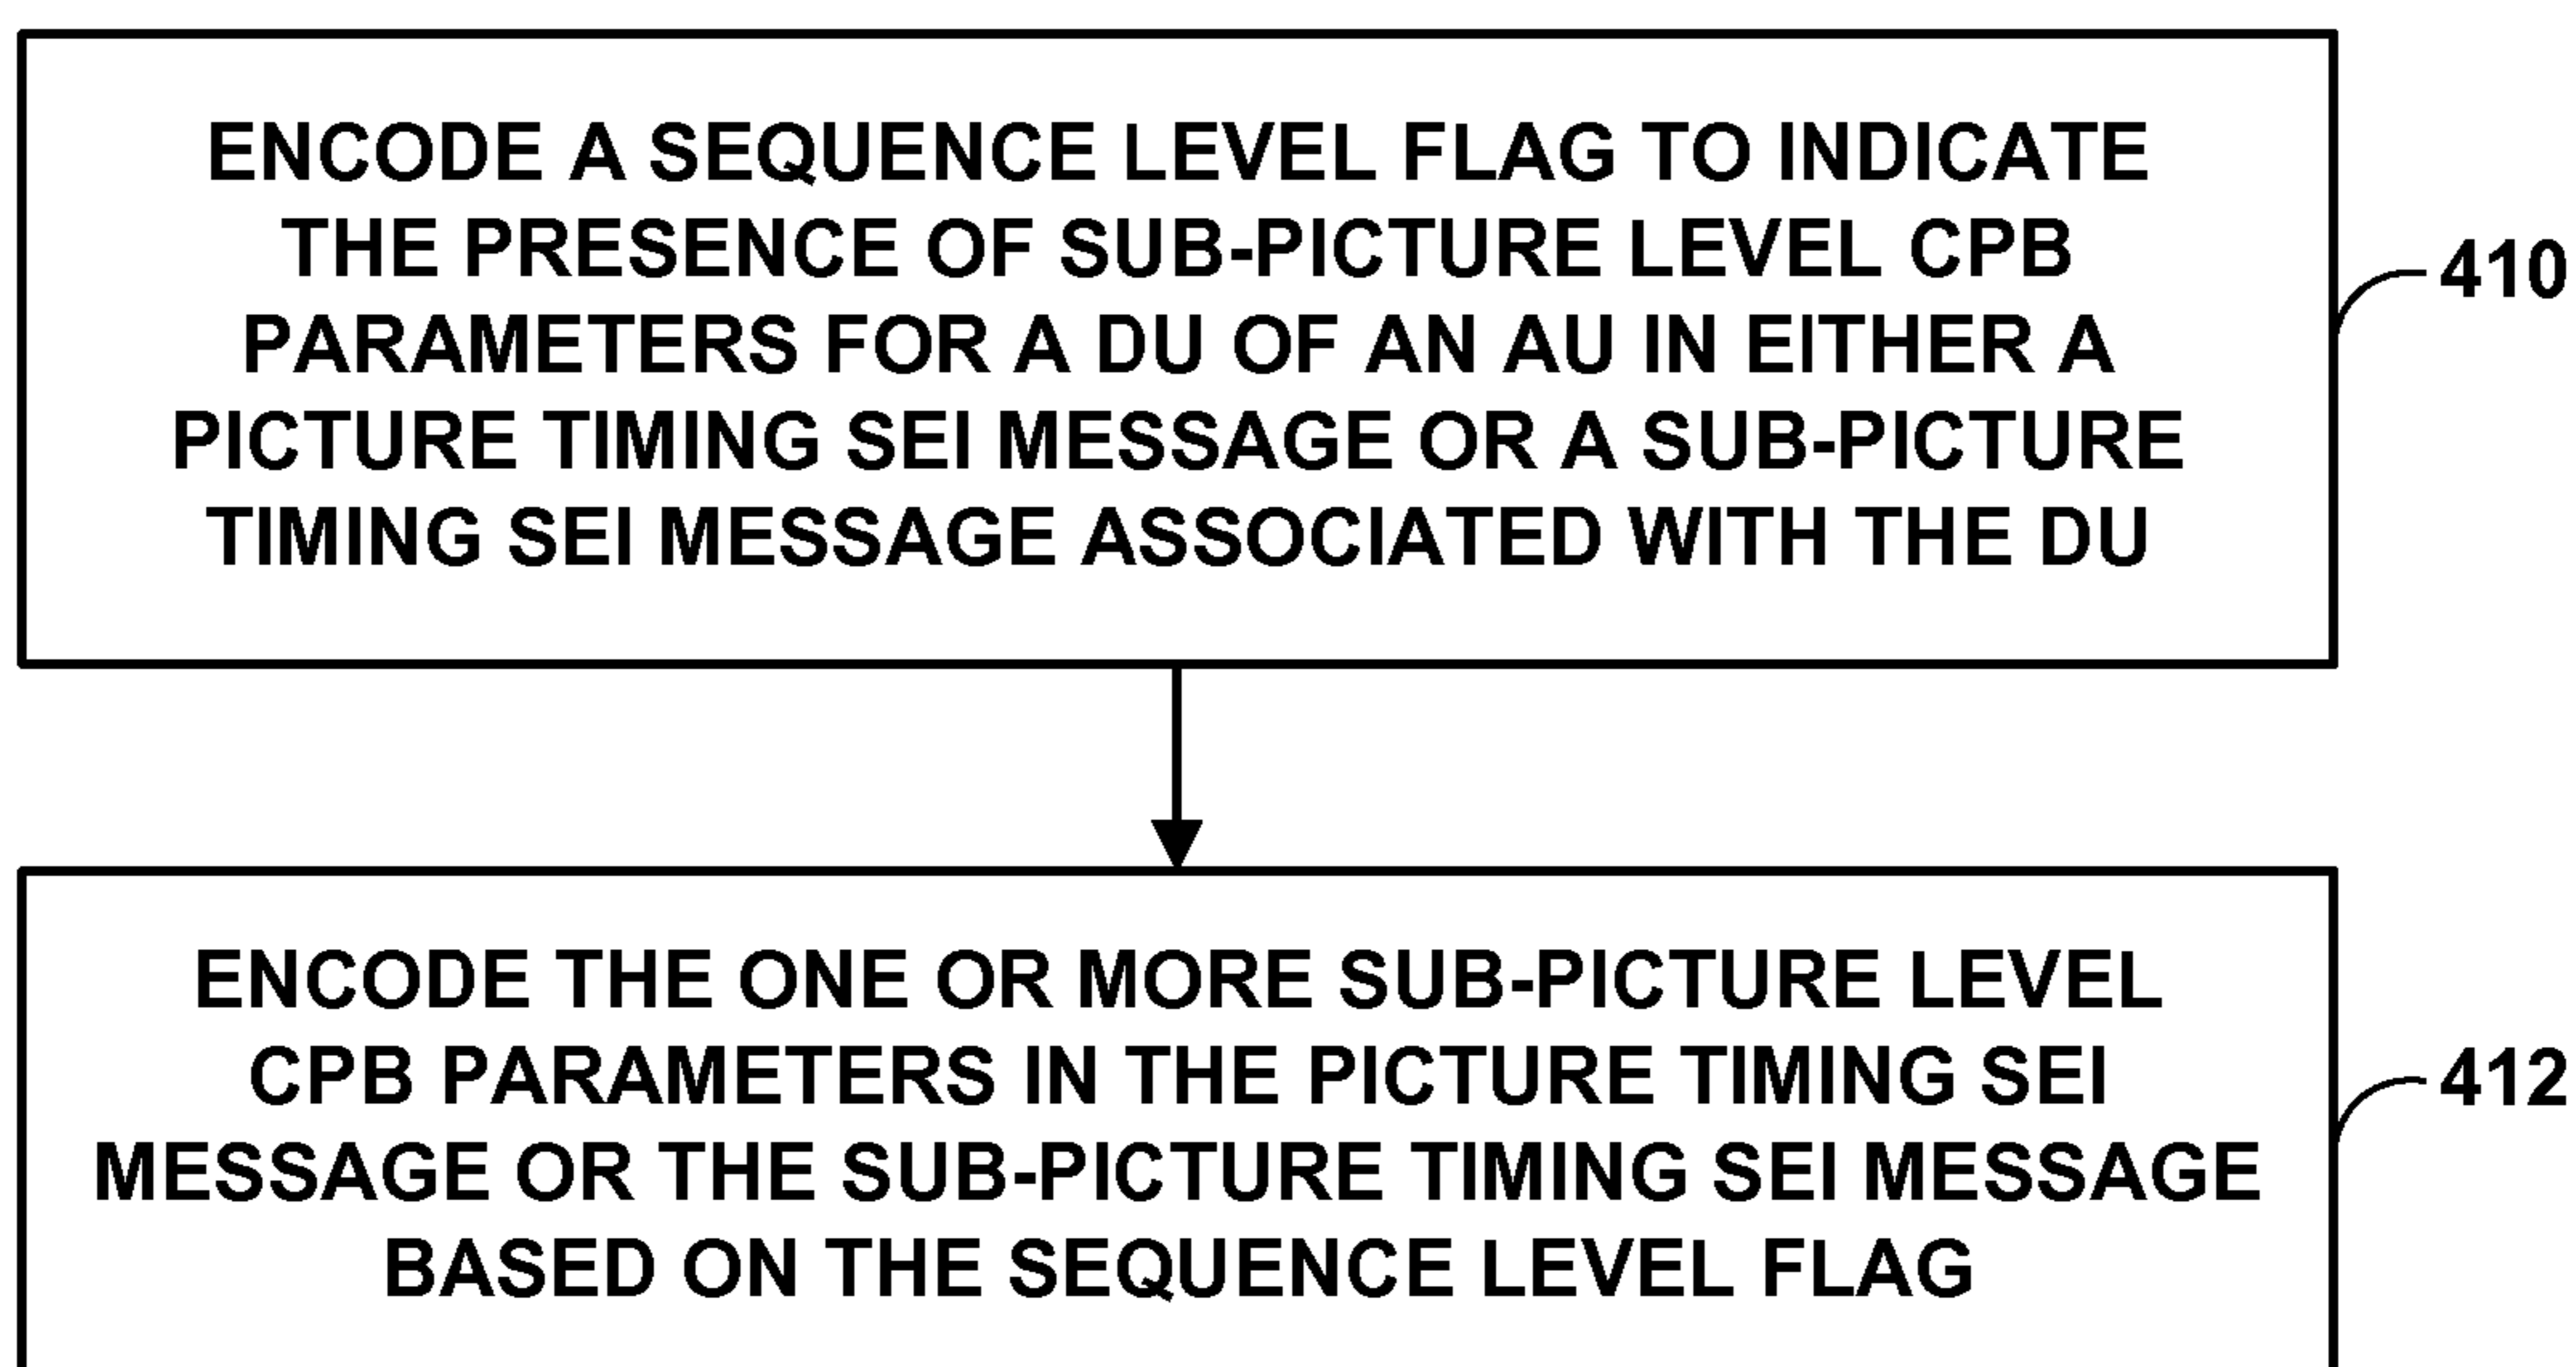 ENCODE A SEQUENCE LEVEL FLAG TO INDICATE
THE PRESENCE OF SUB-PICTURE LEVEL CPB
PARAMETERS FOR A DU OF AN AU IN EITHER A
PICTURE TIMING SEI MESSAGE OR A SUB-PICTURE
TIMING SEI MESSAGE ASSOCIATED WITH THE DU
410
ENCODE THE ONE OR MORE SUB-PICTURE LEVEL
CPB PARAMETERS IN THE PICTURE TIMING SEI
MESSAGE OR THE SUB-PICTURE TIMING SEI MESSAGE
BASED ON THE SEQUENCE LEVEL FLAG
412